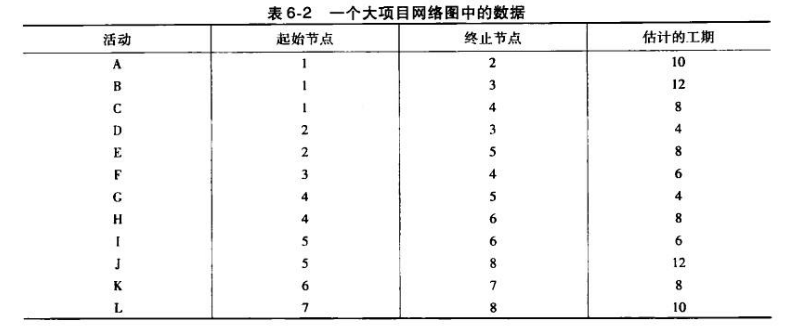 表 6-2 一个大项目网络图中的数据
活动 起始节点 终止节点 估计的工期
A 1 2 10
B 1 3 12
C 1 4 8
D 2 3 4
E 2 5 8
F 3 4 6
G 4 5 4
H 4 6 8
I 5 6 6
J 5 8 12
K 6 7 8
L 7 8 10